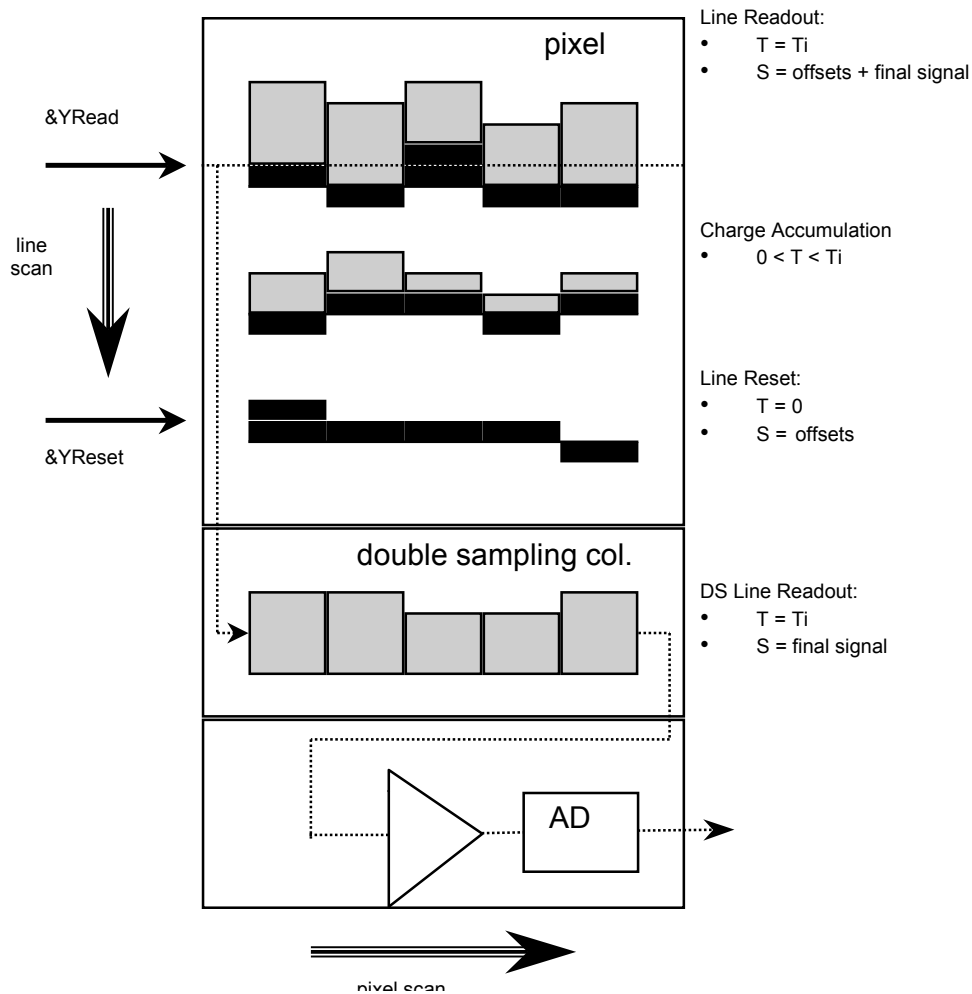 Line Readout:
• T = Ti
• S = offsets + final signal
pixel
&YRead
line
scan
Charge Accumulation
• 0 < T < Ti
Line Reset:
• T = 0
• S = offsets
&YReset
double sampling col.
DS Line Readout:
• T = Ti
• S = final signal
AD
pixel scan